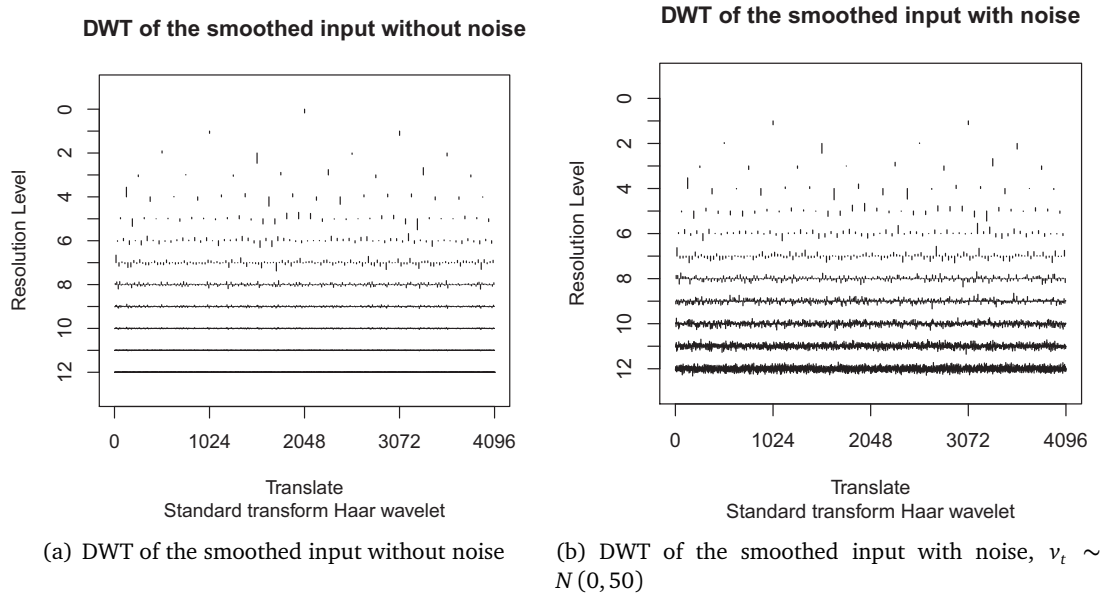 DWT of the smoothed input without noise
Resolution Level
0
2
4
6
8
10
12
0 1024 2048 3072 4096
Translate
Standard transform Haar wavelet
(a) DWT of the smoothed input without noise
DWT of the smoothed input with noise
Resolution Level
0
2
4
6
8
10
12
0 1024 2048 3072 4096
Translate
Standard transform Haar wavelet
(b) DWT of the smoothed input with noise, v_t ∼
N (0, 50)